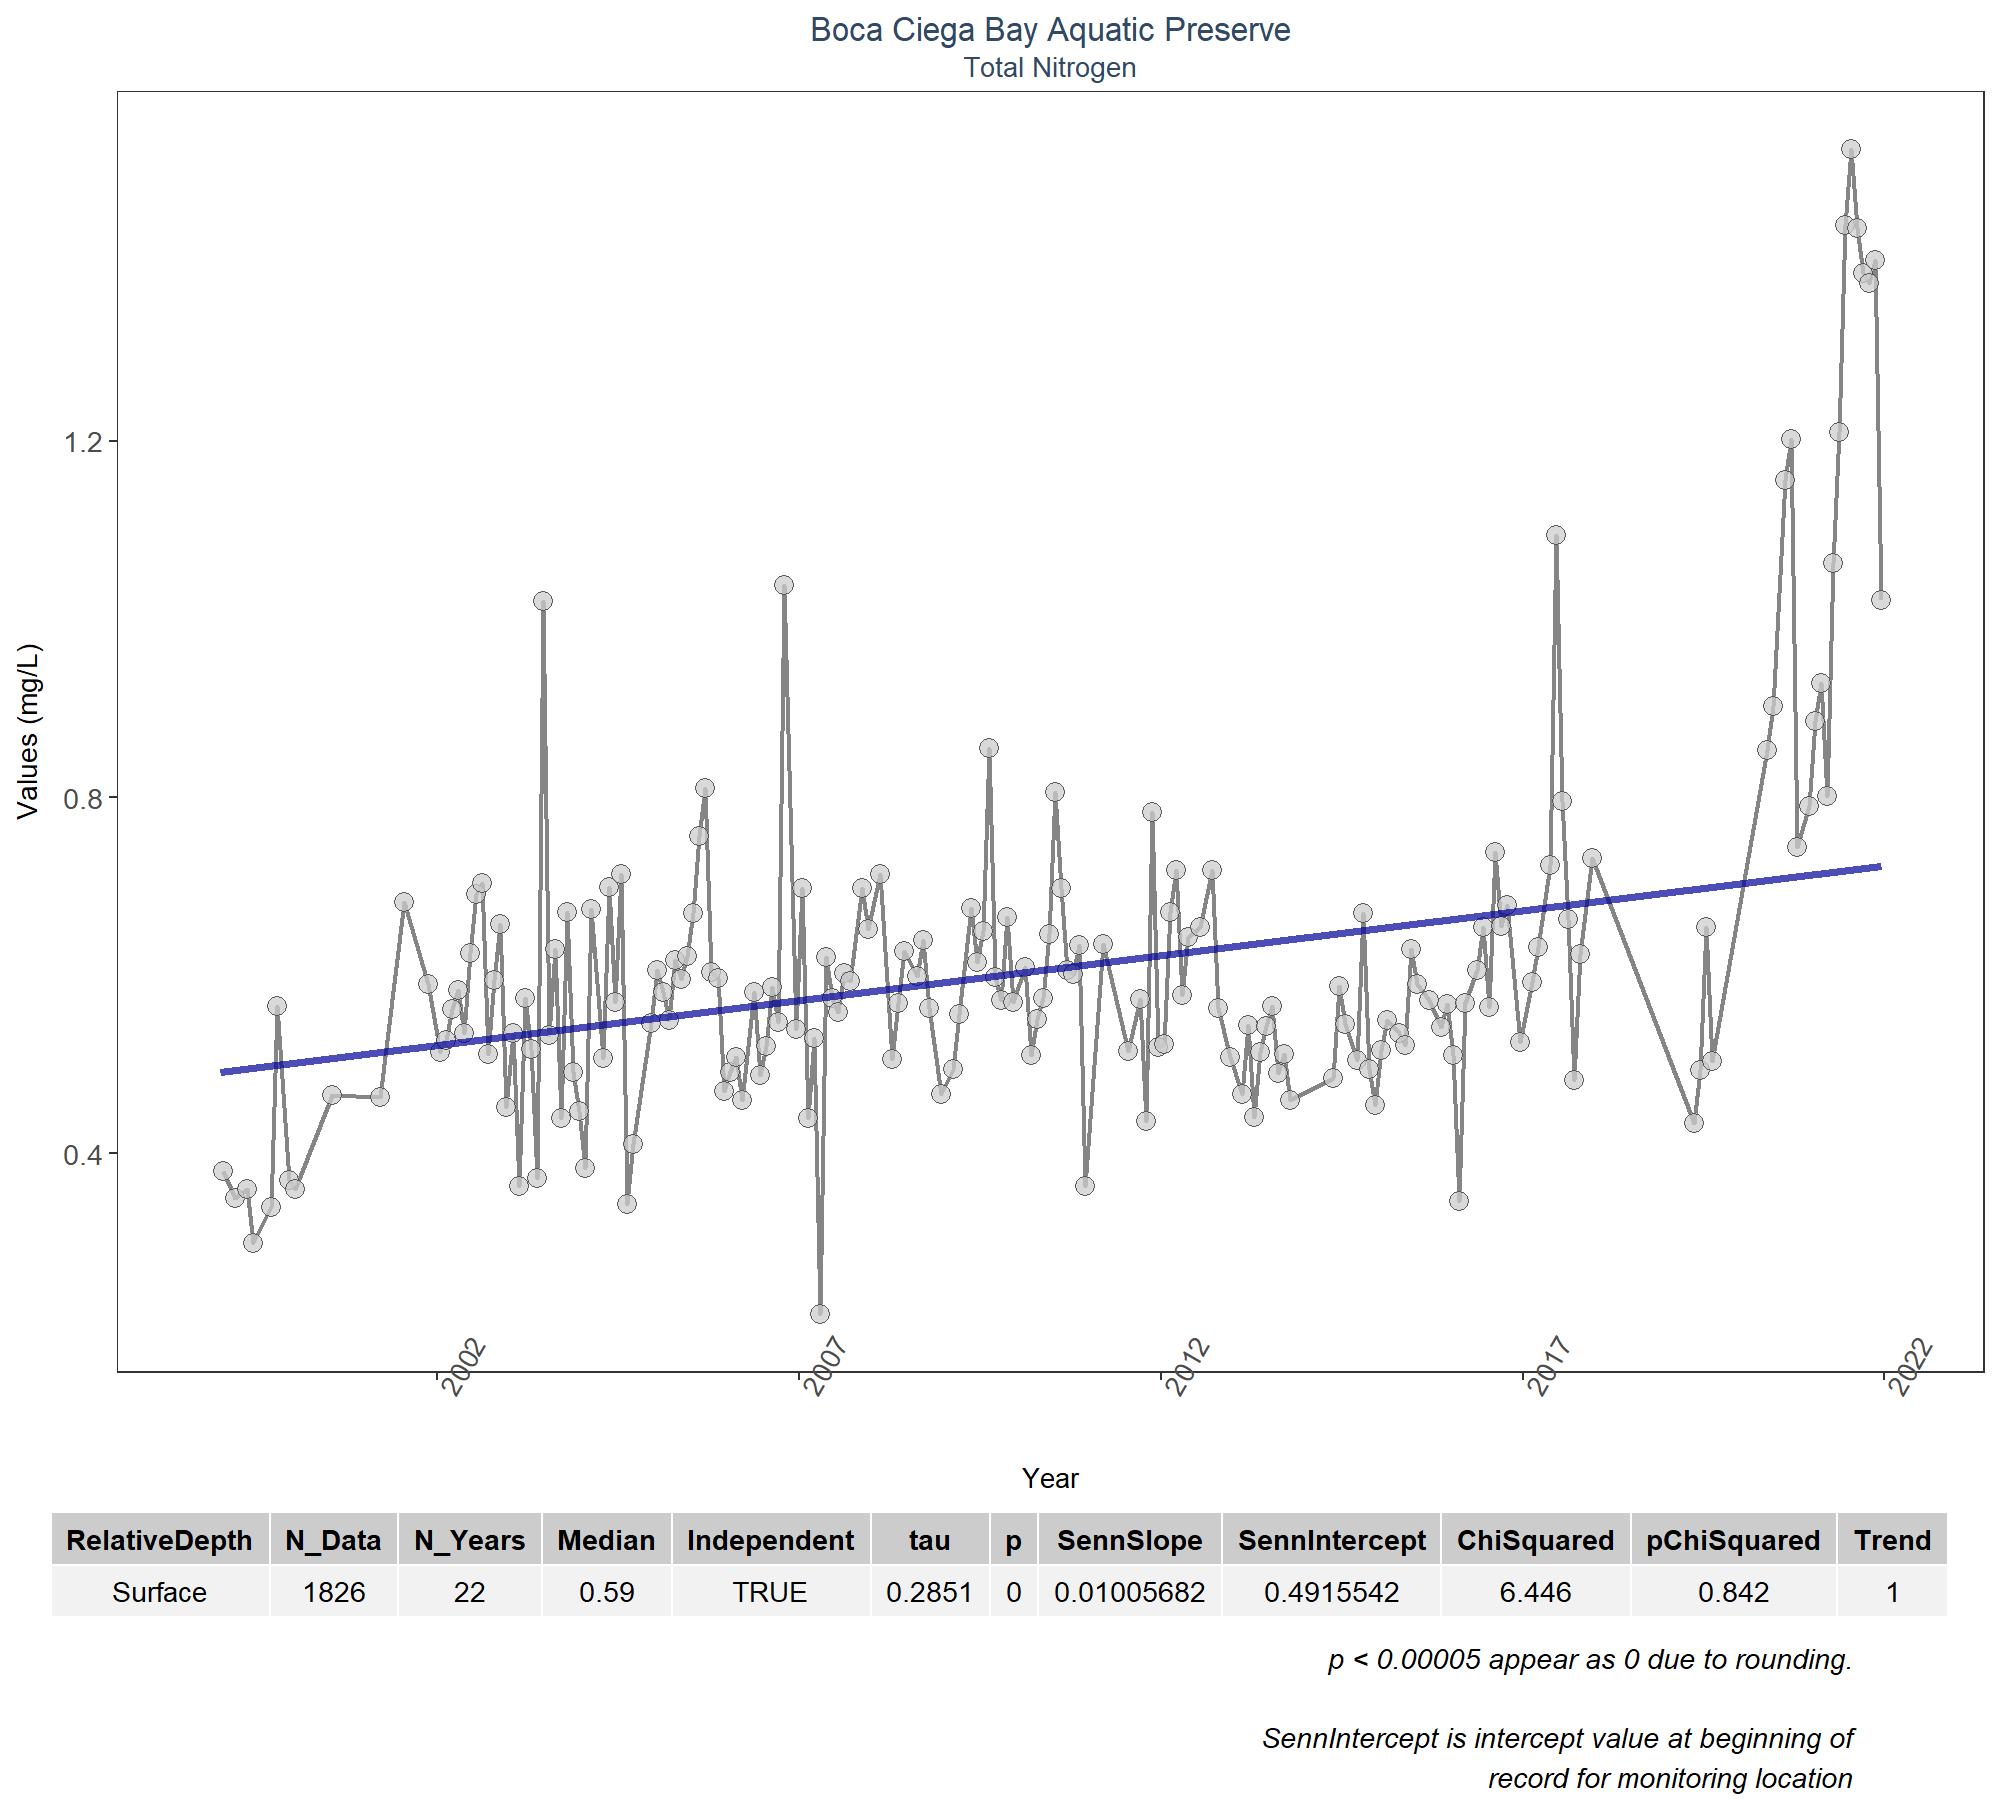 Boca Ciega Bay Aquatic Preserve
Total Nitrogen
Values (mg/L)
1.2
0.8
0.4
2002 2007 2012 2017 2022
Year
RelativeDepth N_Data N_Years Median Independent tau p SennSlope SennIntercept ChiSquared pChiSquared Trend
Surface 1826 22 0.59 TRUE 0.2851 0 0.01005682 0.4915542 6.446 0.842 1
p < 0.00005 appear as 0 due to rounding.
SennIntercept is intercept value at beginning of
record for monitoring location